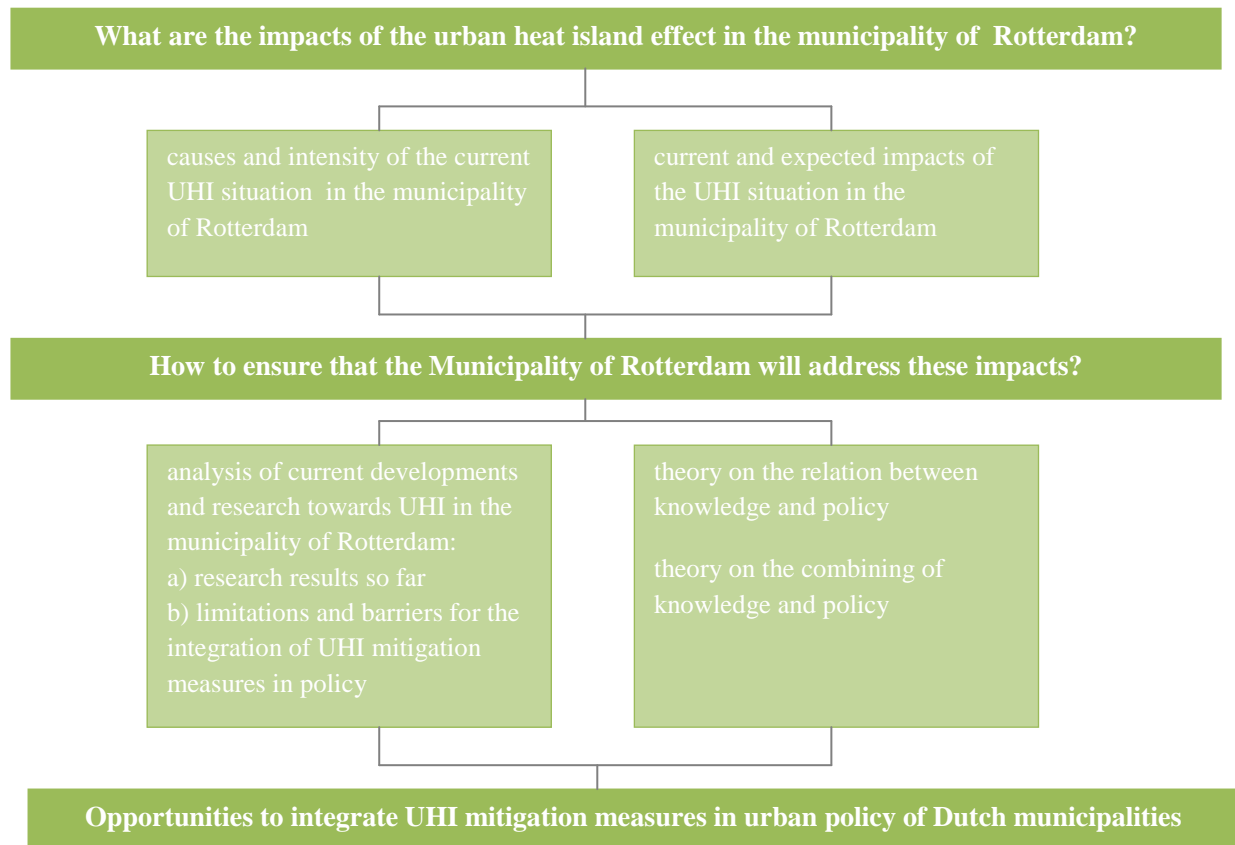 What are the impacts of the urban heat island effect in the municipality of Rotterdam?
causes and intensity of the current
UHI situation in the municipality
of Rotterdam
current and expected impacts of
the UHI situation in the
municipality of Rotterdam
How to ensure that the Municipality of Rotterdam will address these impacts?
analysis of current developments
and research towards UHI in the
municipality of Rotterdam:
a) research results so far
b) limitations and barriers for the
integration of UHI mitigation
measures in policy
theory on the relation between
knowledge and policy
theory on the combining of
knowledge and policy
Opportunities to integrate UHI mitigation measures in urban policy of Dutch municipalities